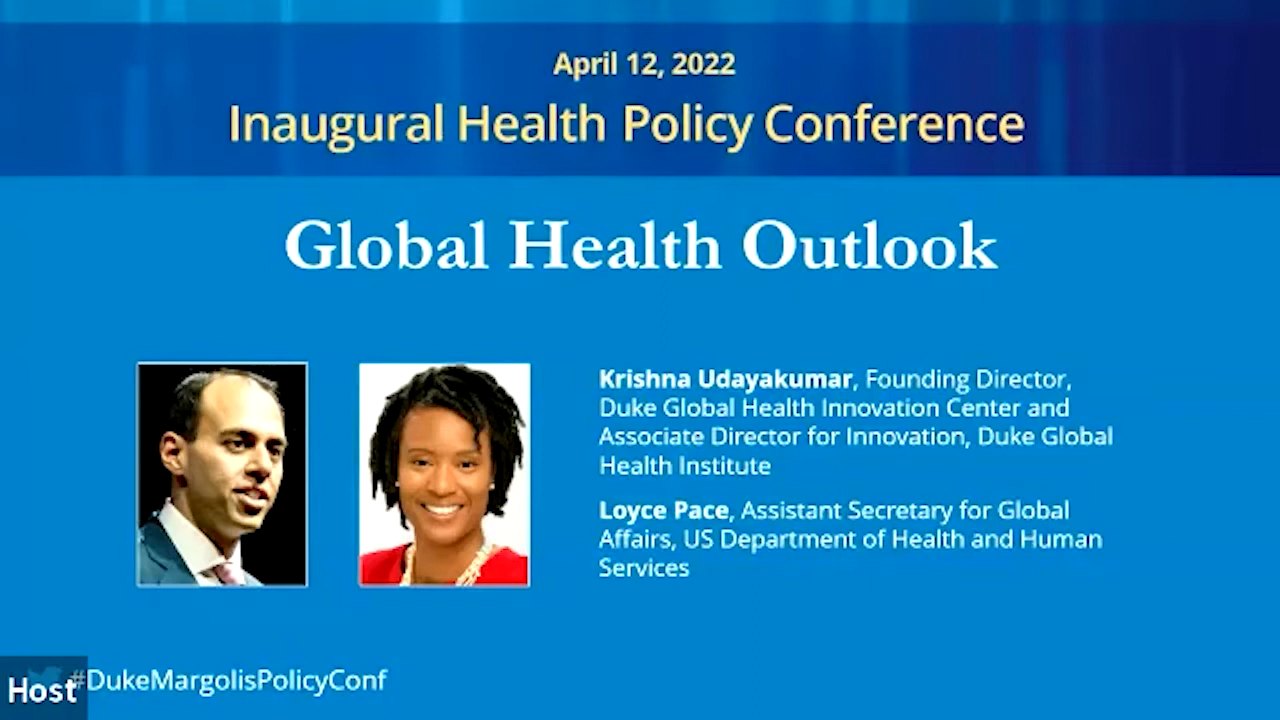 April 12, 2022
Inaugural Health Policy Conference
Global Health Outlook
Krishna Udayakumar, Founding Director,
Duke Global Health Innovation Center and
Associate Director for Innovation, Duke Global
Health Institute
Loyce Pace, Assistant Secretary for Global
Affairs, US Department of Health and Human
Services
#DukeMargolisPolicyConf
Host